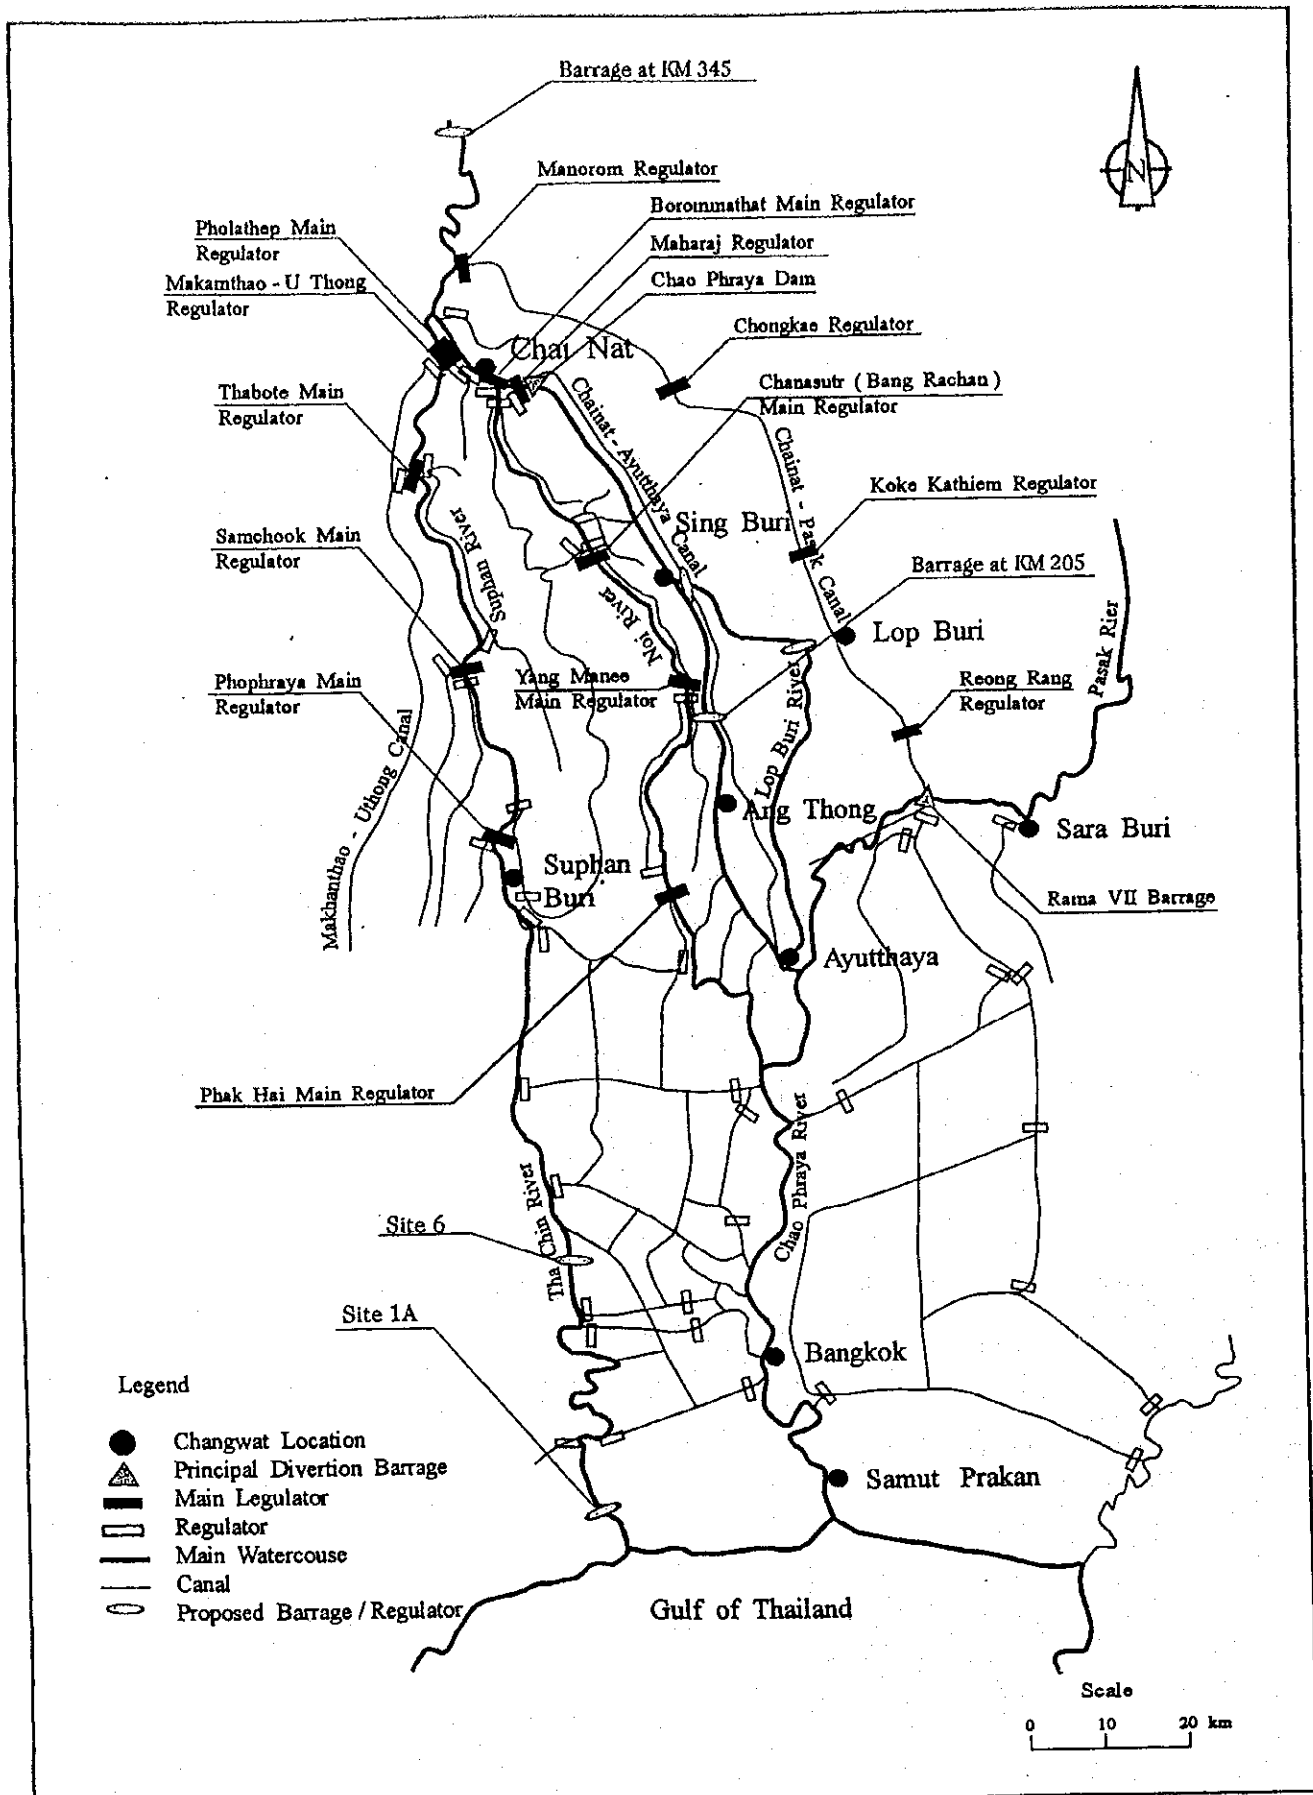 Barrage at KM 345
Manorom Regulator
Borommathat Main Regulator
Pholathep Main
Regulator
Maharaj Regulator
Makamthao - U Thong
Regulator
Chao Phraya Dam
Chongkae Regulator
Chai Nat
Thabote Main
Regulator
Chanasutr ( Bang Rachan )
Main Regulator
Chainat - Ayutthaya Canal
Chainat - Pasak Canal
Koke Kathiem Regulator
Sing Buri
Samchook Main
Regulator
Suphan River
Barrage at KM 205
Noi River
Lop Buri
Pasak Rier
Phophraya Main
Regulator
Yang Manee
Main Regulator
Reong Rang
Regulator
Lop Buri River
Makhanthao - Uthong Canal
Ang Thong
Sara Buri
Suphan
Buri
Rama VII Barrage
Ayutthaya
Phak Hai Main Regulator
Chao Phraya River
Tha Chin River
Site 6
Site 1A
Bangkok
Samut Prakan
Gulf of Thailand
Legend
Changwat Location
Principal Divertion Barrage
Main Legulator
Regulator
Main Watercouse
Canal
Proposed Barrage / Regulator
Scale
0 10 20 km
N